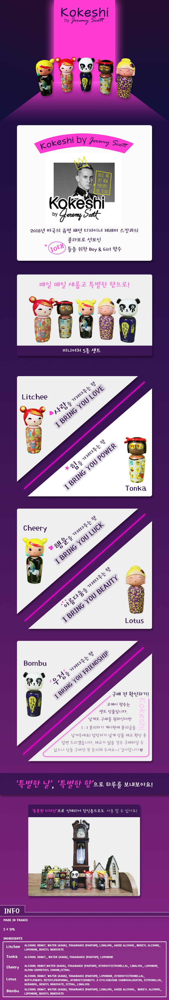 Kokeshi
by Jeremy Scott
Kokeshi by Jeremy Scott
THESE ARE
MY NEW
PERFUMES
FOR TEENS!
Kokeshi
by Jeremy Scott
2016년 미국의 유명 패션 디자이너 제레미 스캇과의
콜라보로 선보인
10대 들을 위한 Boy & Girl 향수
매일 매일 새롭고 특별한 향으로!
미니어처 5종 셋트
Litchee
사랑을 가져다주는 향
I BRING YOU LOVE
힘을 가져다주는 향
I BRING YOU POWER
Tonka
Cheery
행운을 가져다주는 향
I BRING YOU LUCK
아름다움을 가져다주는 향
I BRING YOU BEAUTY
Lotus
Bombu
우정을 가져다주는 향
I BRING YOU FRIENDSHIP
구매 전 확인하기!
고케시 향수는
셋트 상품입니다.
낱개로 구매를 원하신다면
1 : 1 문의하기 게시판에 문의글을
남겨주세요! 담당자가 낱개 상품 재고 확인 후
답변 드리겠습니다. 재고가 없을 경우 구매하실 수
없으니 상품 구매전 꼭 문의해 주세요~! 감사합니다♥
Kokeshi
‘특별한 날’, ‘특별한 향’으로 하루를 보내보아요!
‘독특한 디자인’으로 인테리어 장식용으로도 사용 할 수 있어요!
INFO
MADE IN FRANCE
5 X 5ML
INGREDIENTS
Litchee ALCOHOL DENAT, WATER (AQUA), FRAGRANCE (PARFUM), LINALOOL, ANISE ALCOHOL, BENZYL ALCOHOL,
LIMONENE, BENZYL BENZOATE
Tonka ALCOHOL DENAT., WATER (AQUA), FRAGRANCE (PARFUM), LIMONENE
Cheery ALCOHOL DENAT,WATER (AQUA), FRAGRANCE (PARFUM), HYDROXYCITRONELLAL, LINALOOL, LIMONENE,
ALPHA-ISOMETHYL IONONE,CITRAL
Lotus ALCOHOL DENAT, WATER (AQUA), FRAGRANCE (PARFUM), LIMONENE, HYDROXYCITRONELLAL,
BUTYLPHENYL METHYLPROPIONAL, HYDROXYISOHEXYL 3-CYCLOHEXENE CARBOXALDEHYDE, CITRONELLOL,
GERANIOL, BENZYL BENZOATE, CITRAL, LINALOOL
Bambu ALCOHOL DENAT, WATER (AQUA), FRAGRANCE (PARFUM), LINALOOL, ANISE ALCOHOL, BENZYL ALCOHOL,
LIMONENE, BENZYL BENZOATE